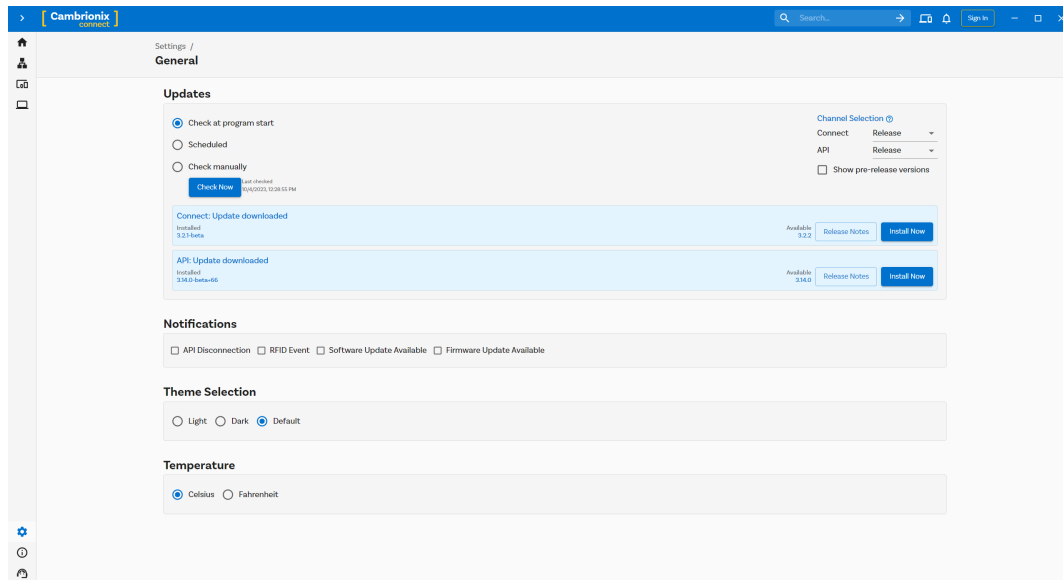 Cambrionix
connect
Search...
Sign In
Settings /
General
Updates
Check at program start
Scheduled
Check manually
Check Now
Last checked
10/4/2023, 12:28:55 PM
Channel Selection
Connect Release
API Release
Show pre-release versions
Connect: Update downloaded
Installed
3.2.1-beta
Available
3.2.2
Release Notes
Install Now
API: Update downloaded
Installed
3.14.0-beta+66
Available
3.14.0
Release Notes
Install Now
Notifications
API Disconnection RFID Event Software Update Available Firmware Update Available
Theme Selection
Light Dark Default
Temperature
Celsius Fahrenheit